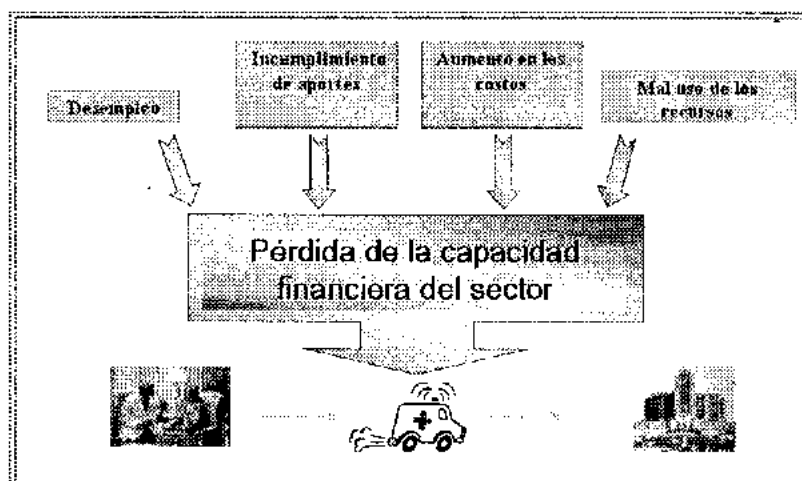 Desempleo
Incumplimiento
de aportes
Aumento en los
costos
Mal uso de los
recursos
Pérdida de la capacidad
financiera del sector